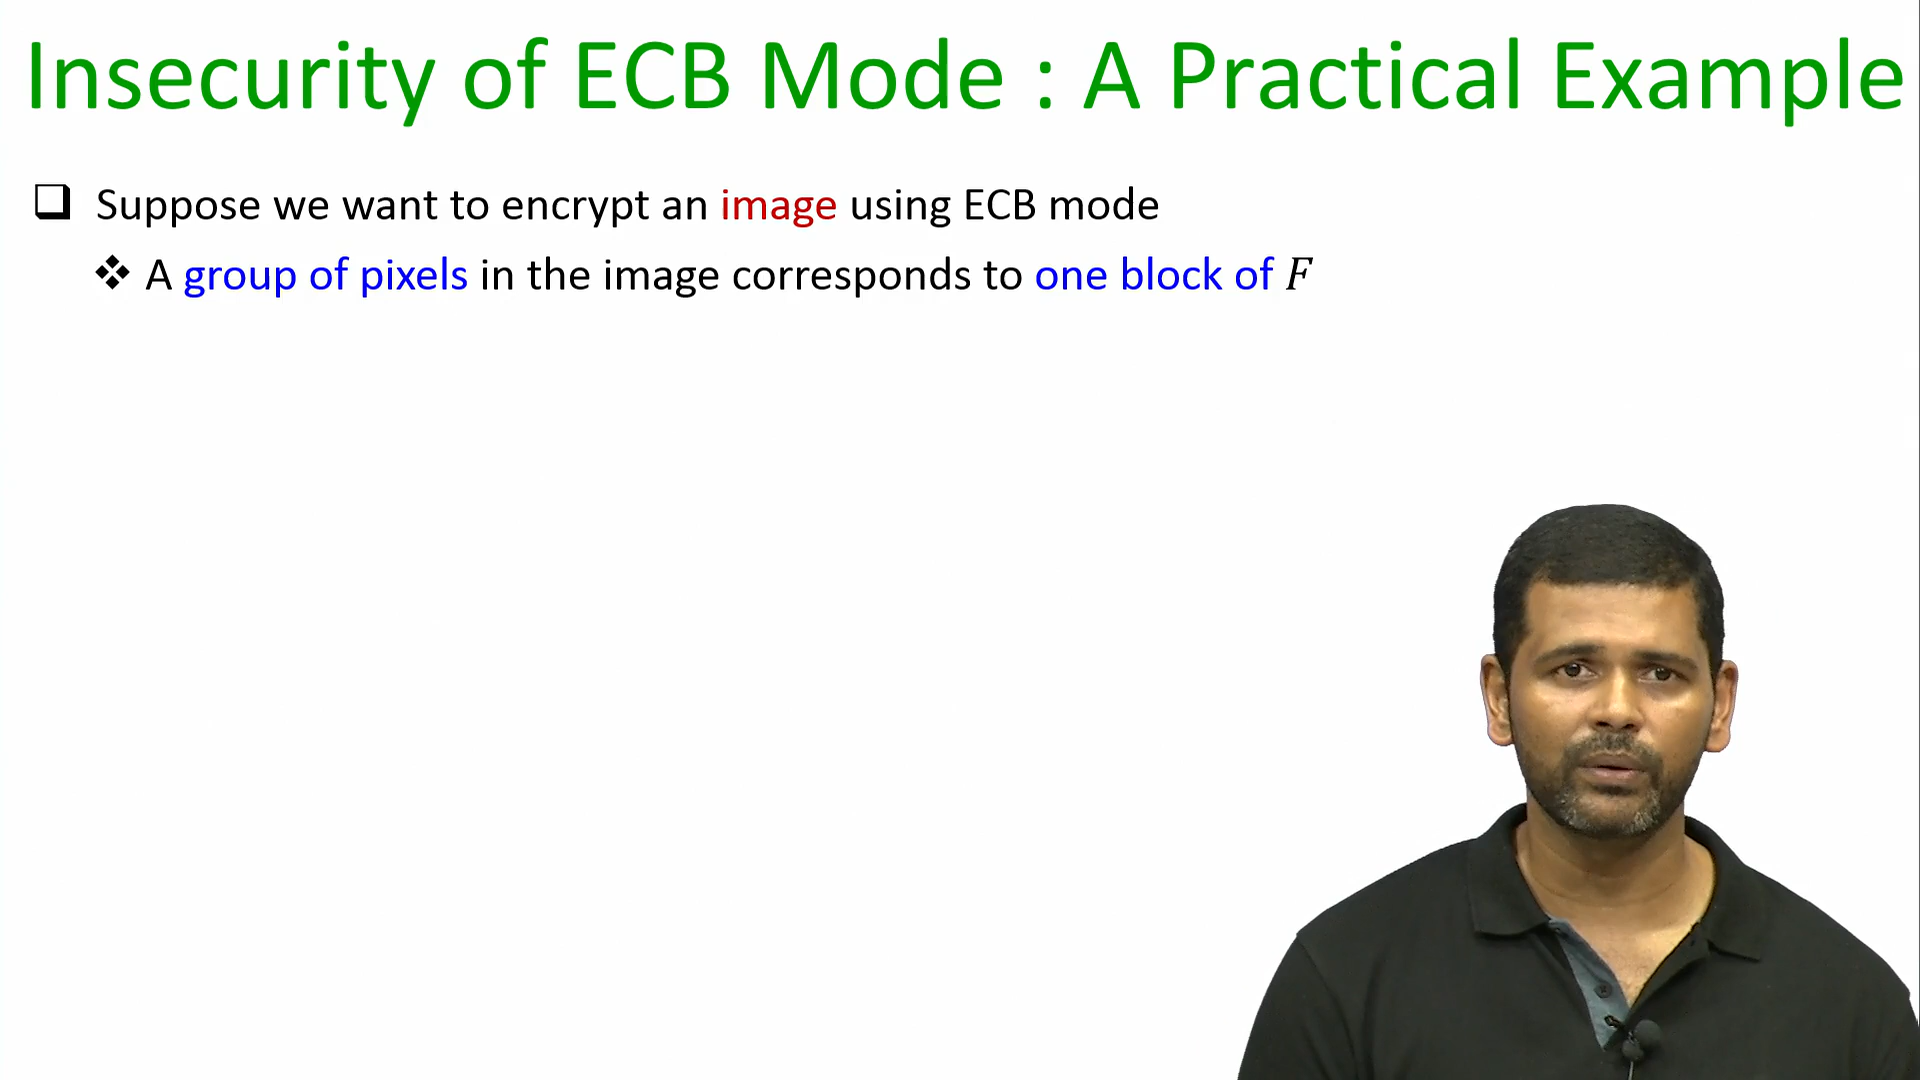 Insecurity of ECB Mode : A Practical Example
Suppose we want to encrypt an image using ECB mode
A group of pixels in the image corresponds to one block of F